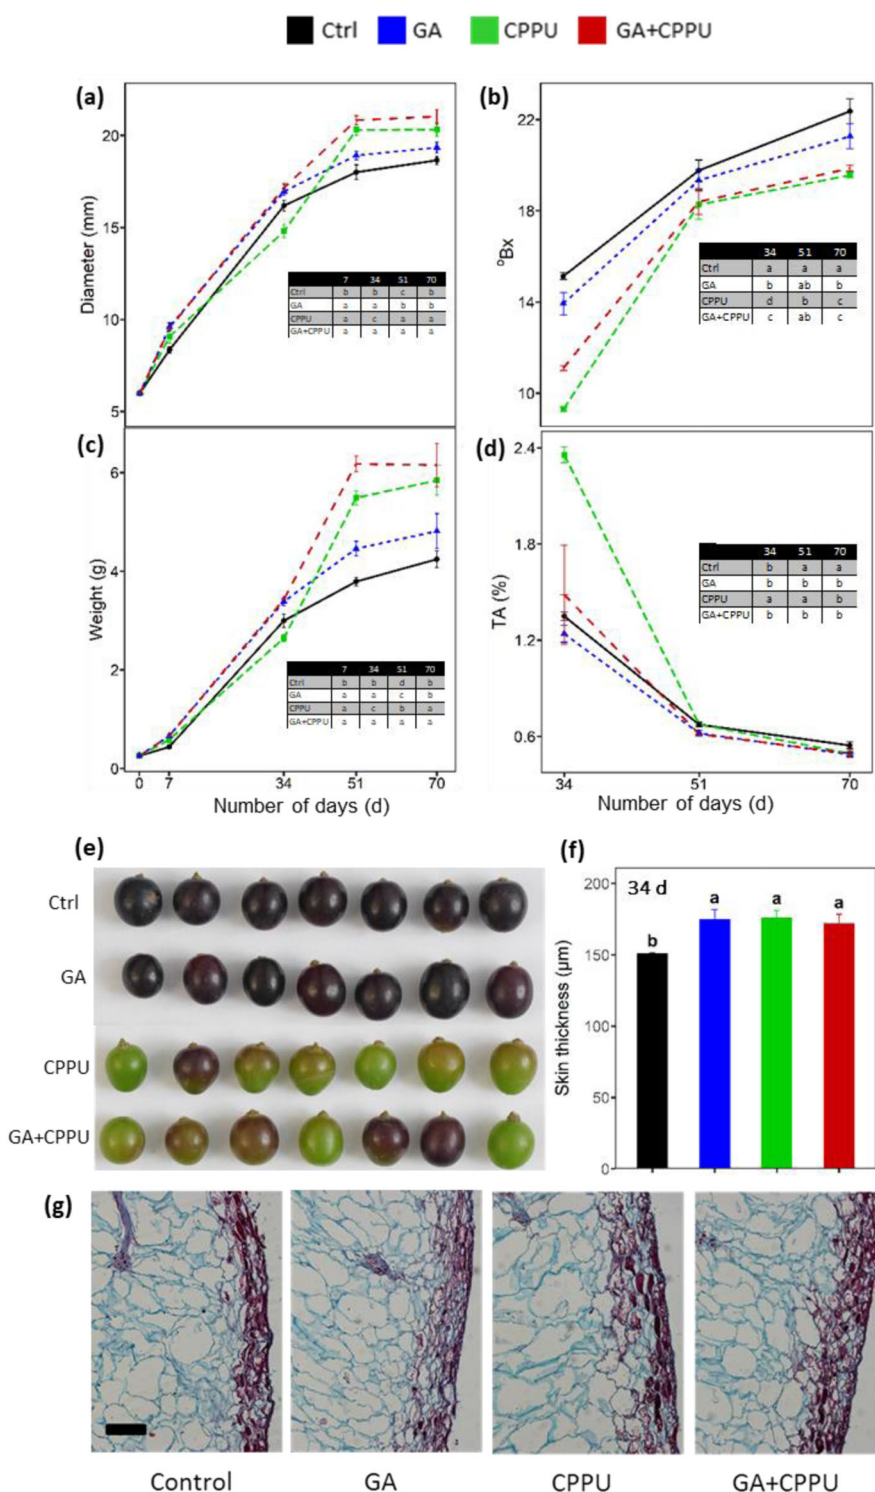 Ctrl GA CPPU GA+CPPU
(a)
20
15
10
5
Diameter (mm)
7 34 51 70
Ctrl b b c b
GA a a b b
CPPU a c a a
GA+CPPU a a a a
(b)
22
18
14
10
ºBx
34 51 70
Ctrl a a a
GA b ab b
CPPU d b c
GA+CPPU c ab c
(c)
6
4
2
0
Weight (g)
7 34 51 70
Ctrl b b d b
GA a a c b
CPPU a c b a
GA+CPPU a a a a
0 7 34 51 70
Number of days (d)
(d)
2.4
1.8
1.2
0.6
TA (%)
34 51 70
Ctrl b a a
GA b b b
CPPU a a b
GA+CPPU b b b
34 51 70
Number of days (d)
(e)
Ctrl
GA
CPPU
GA+CPPU
(f)
200
150
100
50
0
Skin thickness (µm)
34 d
b a a a
(g)
Control GA CPPU GA+CPPU